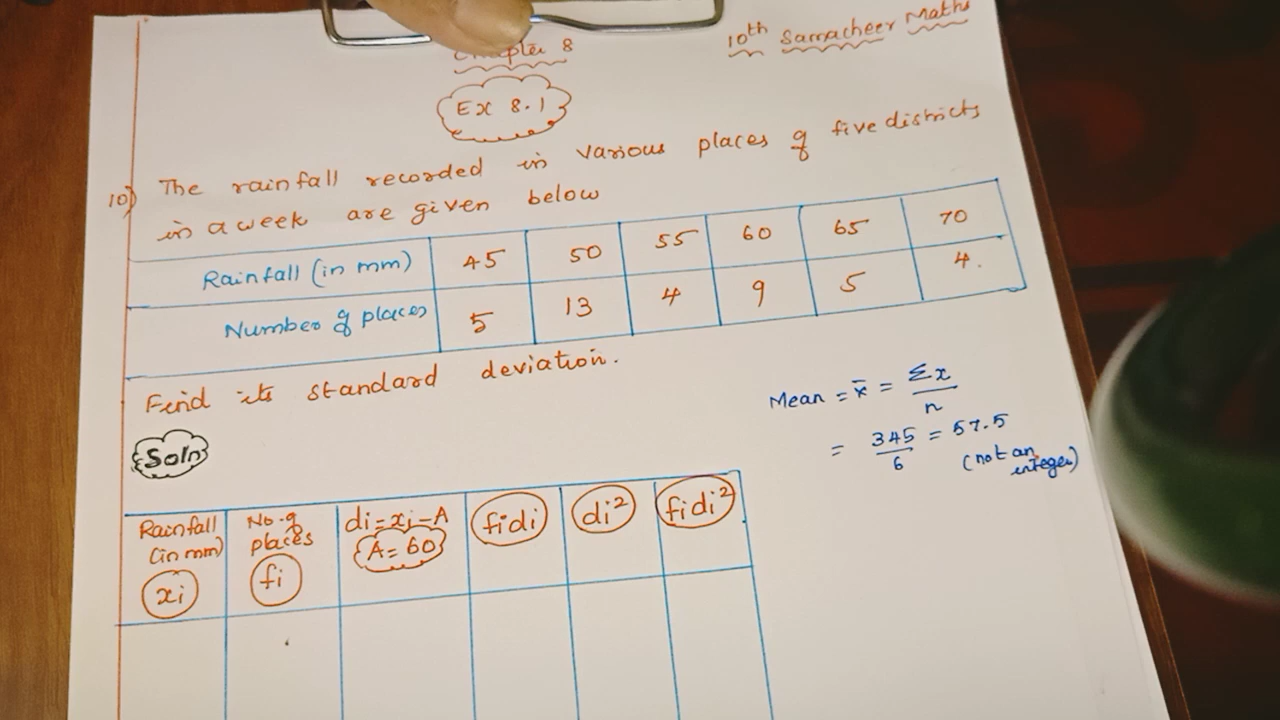 Chapter 8
10th Samacheer Maths
Ex 8.1
10) The rainfall recorded in various places of five districts
in a week are given below
Rainfall (in mm) 45 50 55 60 65 70
Number of places 5 13 4 9 5 4.
Find its standard deviation.
Soln
Mean = x̄ = Σx / n
= 345/6 = 57.5
(not an
integer)
Rainfall (in mm) xi
No. of places fi
di = xi - A
A = 60
fidi
di²
fidi²